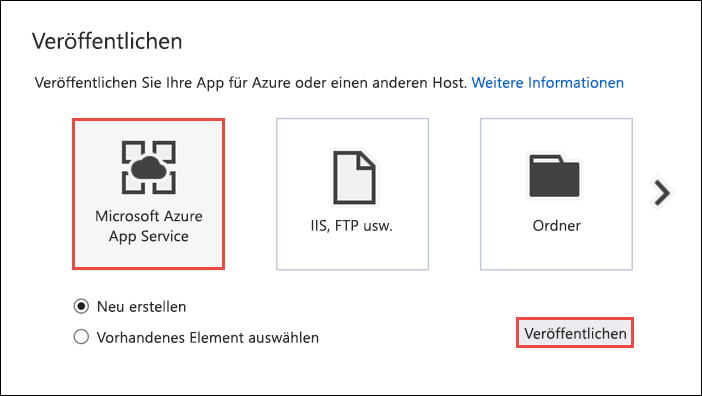 Veröffentlichen
Veröffentlichen Sie Ihre App für Azure oder einen anderen Host. Weitere Informationen
Microsoft Azure
App Service
IIS, FTP usw.
Ordner
Neu erstellen
Vorhandenes Element auswählen
Veröffentlichen